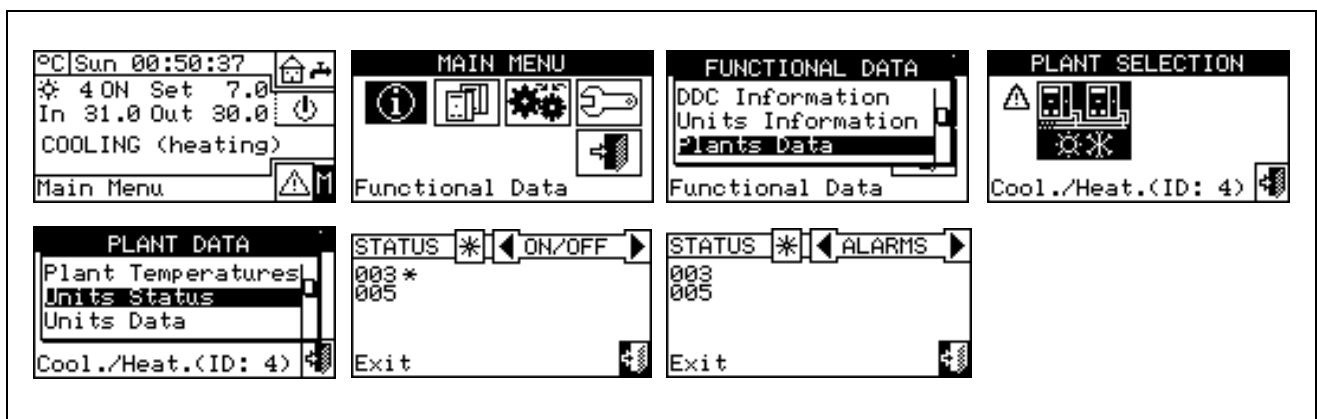 °C Sun 00:50:37
4 ON Set 7.0
In 31.0 Out 30.0
COOLING (heating)
Main Menu M
MAIN MENU
Functional Data
FUNCTIONAL DATA
DDC Information
Units Information
Plants Data
Functional Data
PLANT SELECTION
Cool./Heat.(ID: 4)
PLANT DATA
Plant Temperatures
Units Status
Units Data
Cool./Heat.(ID: 4)
STATUS * ON/OFF
003 *
005
Exit
STATUS * ALARMS
003
005
Exit